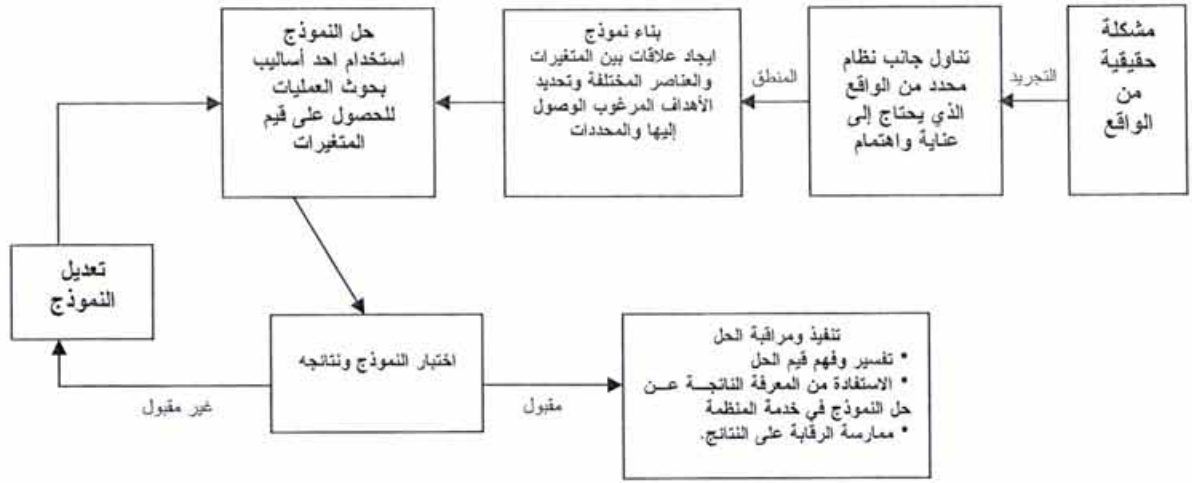 مشكلة
حقيقية
من
الواقع
التجريد
تناول جانب نظام
محدد من الواقع
الذي يحتاج إلى
عناية واهتمام
المنطق
بناء نموذج
ايجاد علاقات بين المتغيرات
والعناصر المختلفة وتحديد
الأهداف المرغوب الوصول
إليها والمحددات
حل النموذج
استخدام احد أساليب
بحوث العمليات
للحصول على قيم
المتغيرات
تعديل
النموذج
اختبار النموذج ونتائجه
غير مقبول
مقبول
تنفيذ ومراقبة الحل
• تفسير وفهم قيم الحل
• الاستفادة من المعرفة الناتجة عن
حل النموذج في خدمة المنظمة
• ممارسة الرقابة على النتائج.